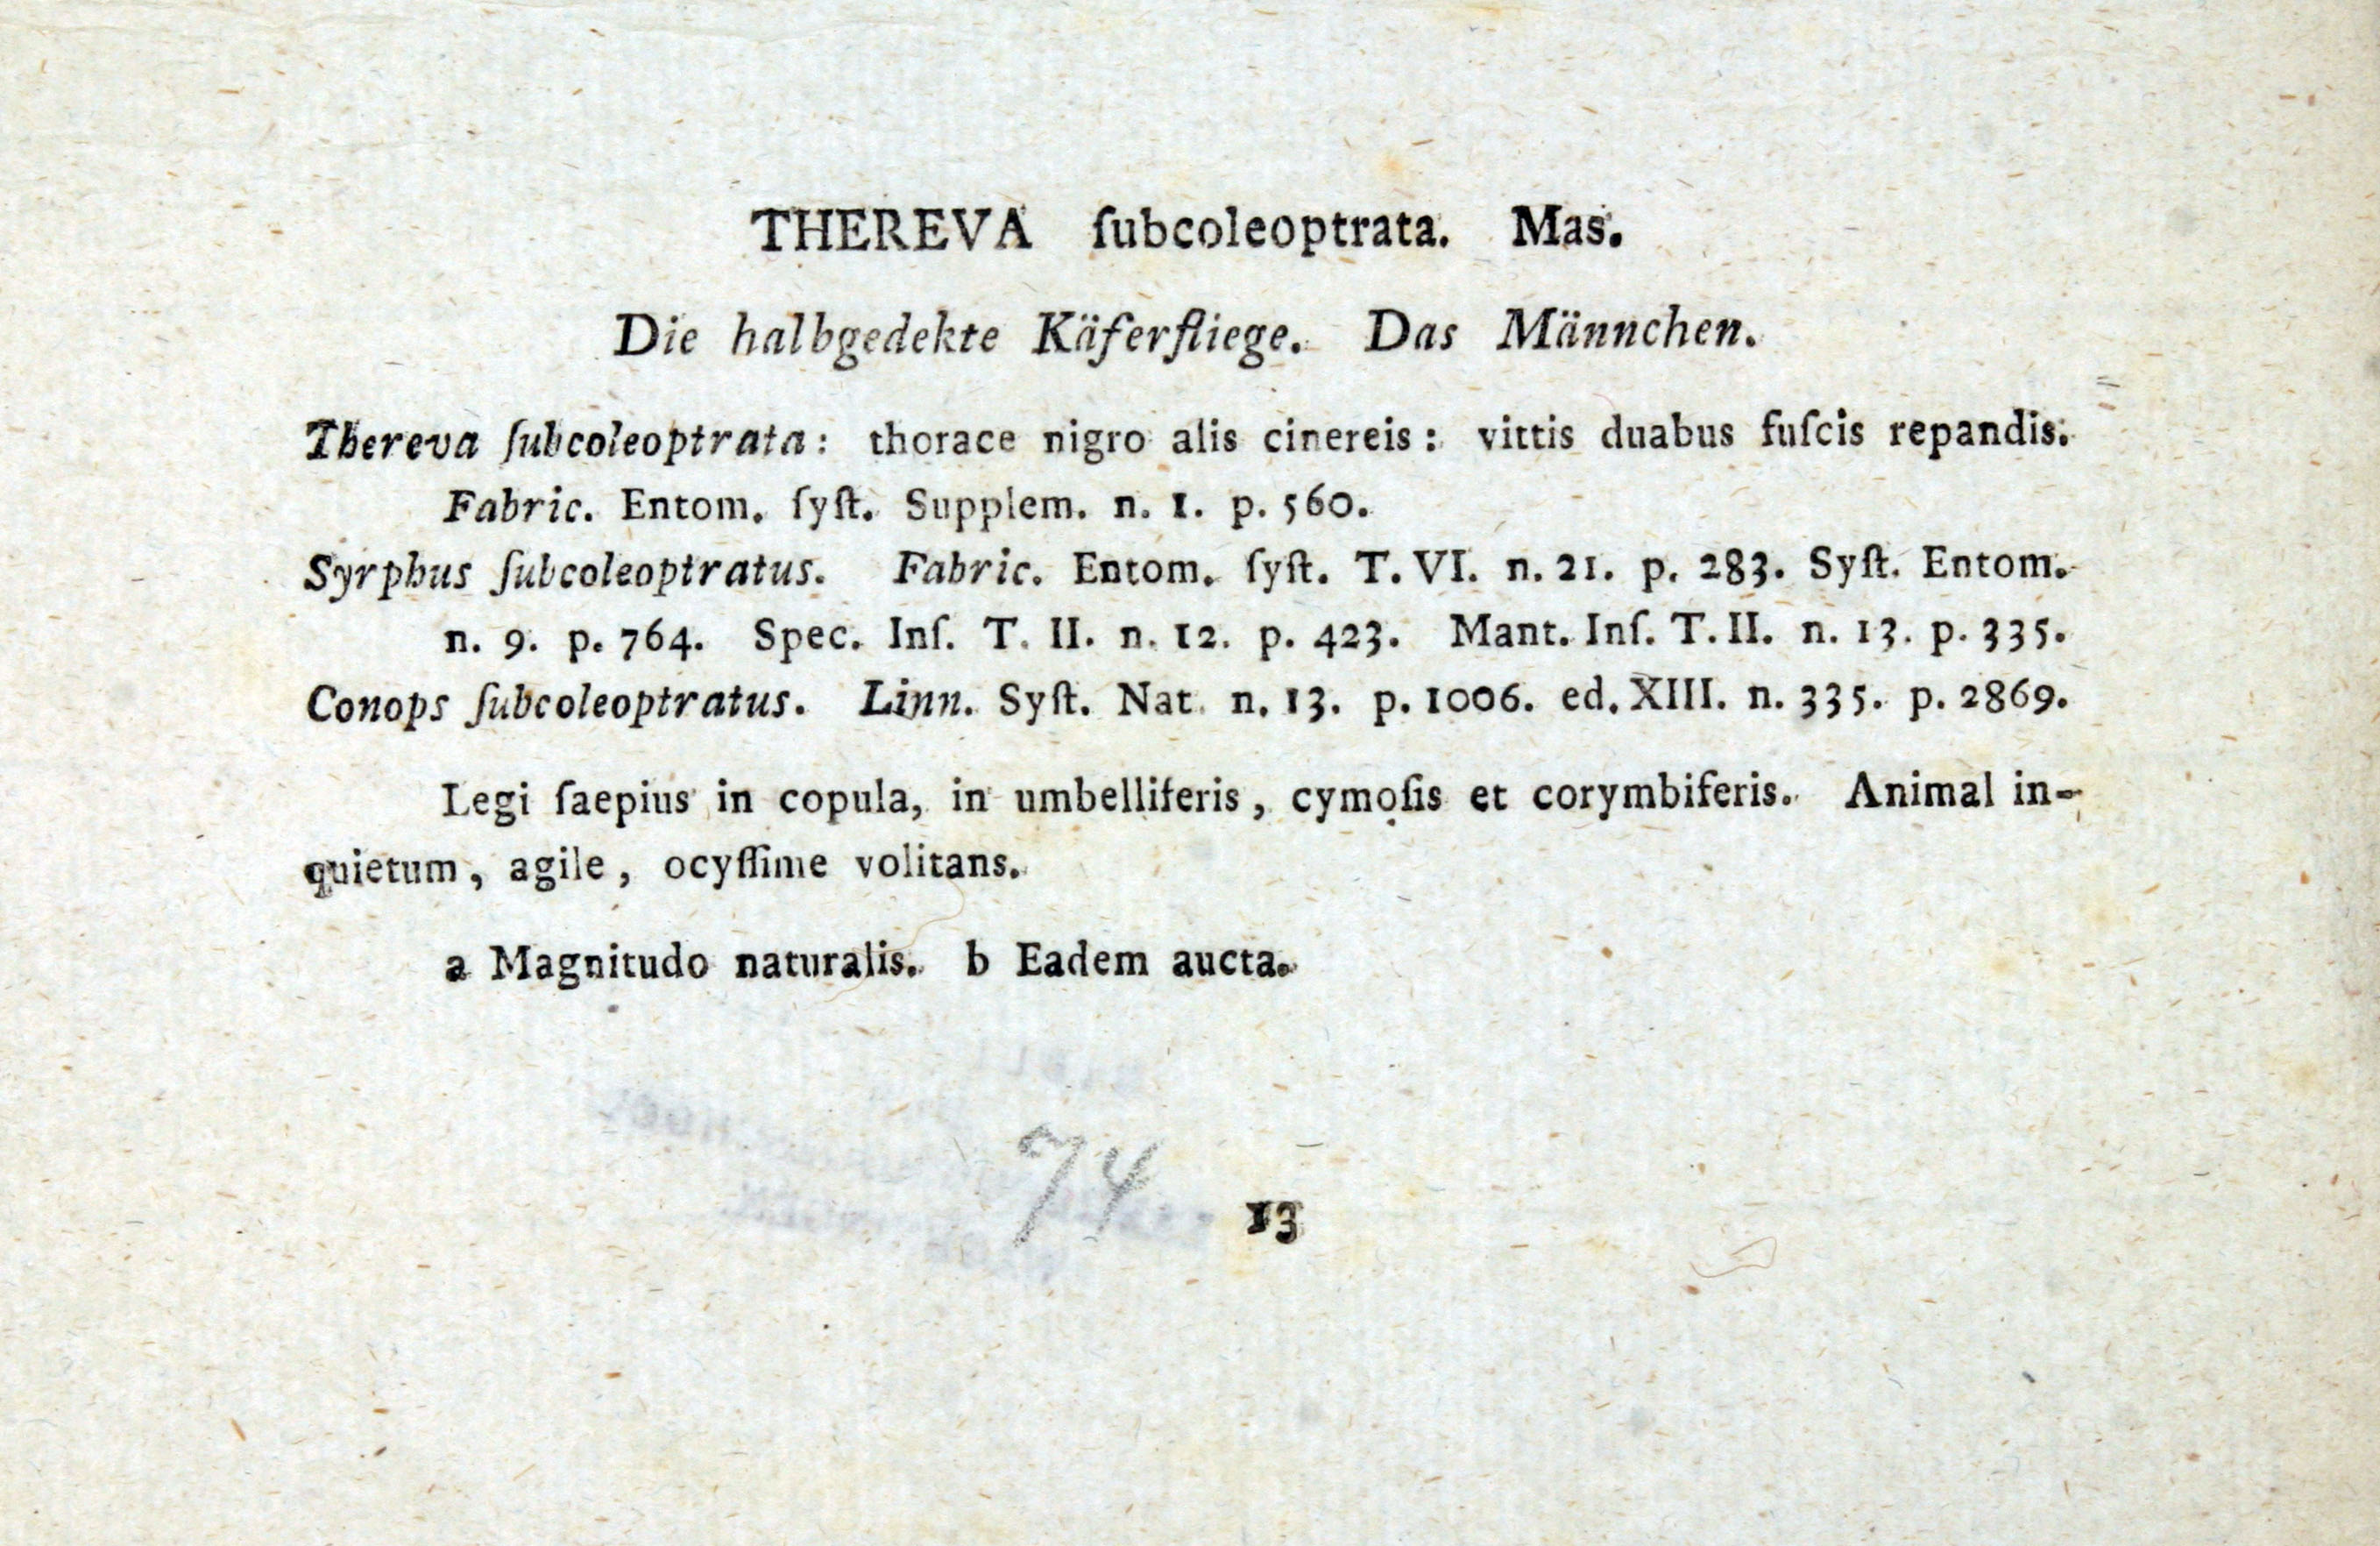 THEREVA ſubcoleoptrata. Mas.
Die halbgedekte Käferfliege. Das Männchen.
Thereva ſubcoleoptrata: thorace nigro alis cinereis: vittis duabus fuſcis repandis.
Fabric. Entom. ſyſt. Supplem. n. 1. p. 560.
Syrphus ſubcoleoptratus. Fabric. Entom. ſyſt. T. VI. n. 21. p. 283. Syſt. Entom.
n. 9. p. 764. Spec. Inſ. T. II. n. 12. p. 423. Mant. Inſ. T. II. n. 13. p. 335.
Conops ſubcoleoptratus. Linn. Syſt. Nat. n. 13. p. 1006. ed. XIII. n. 335. p. 2869.
Legi ſaepius in copula, in umbelliferis, cymoſis et corymbiferis. Animal in-
quietum, agile, ocyſſime volitans.
a Magnitudo naturalis. b Eadem aucta.
74
13